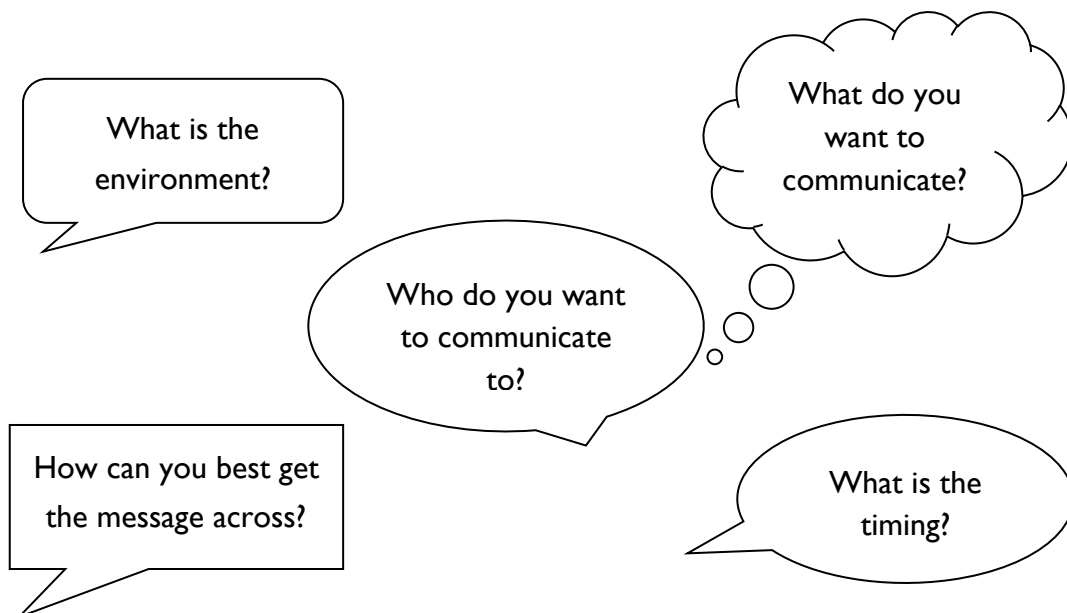 What is the
environment?
What do you
want to
communicate?
Who do you want
to communicate
to?
How can you best get
the message across?
What is the
timing?